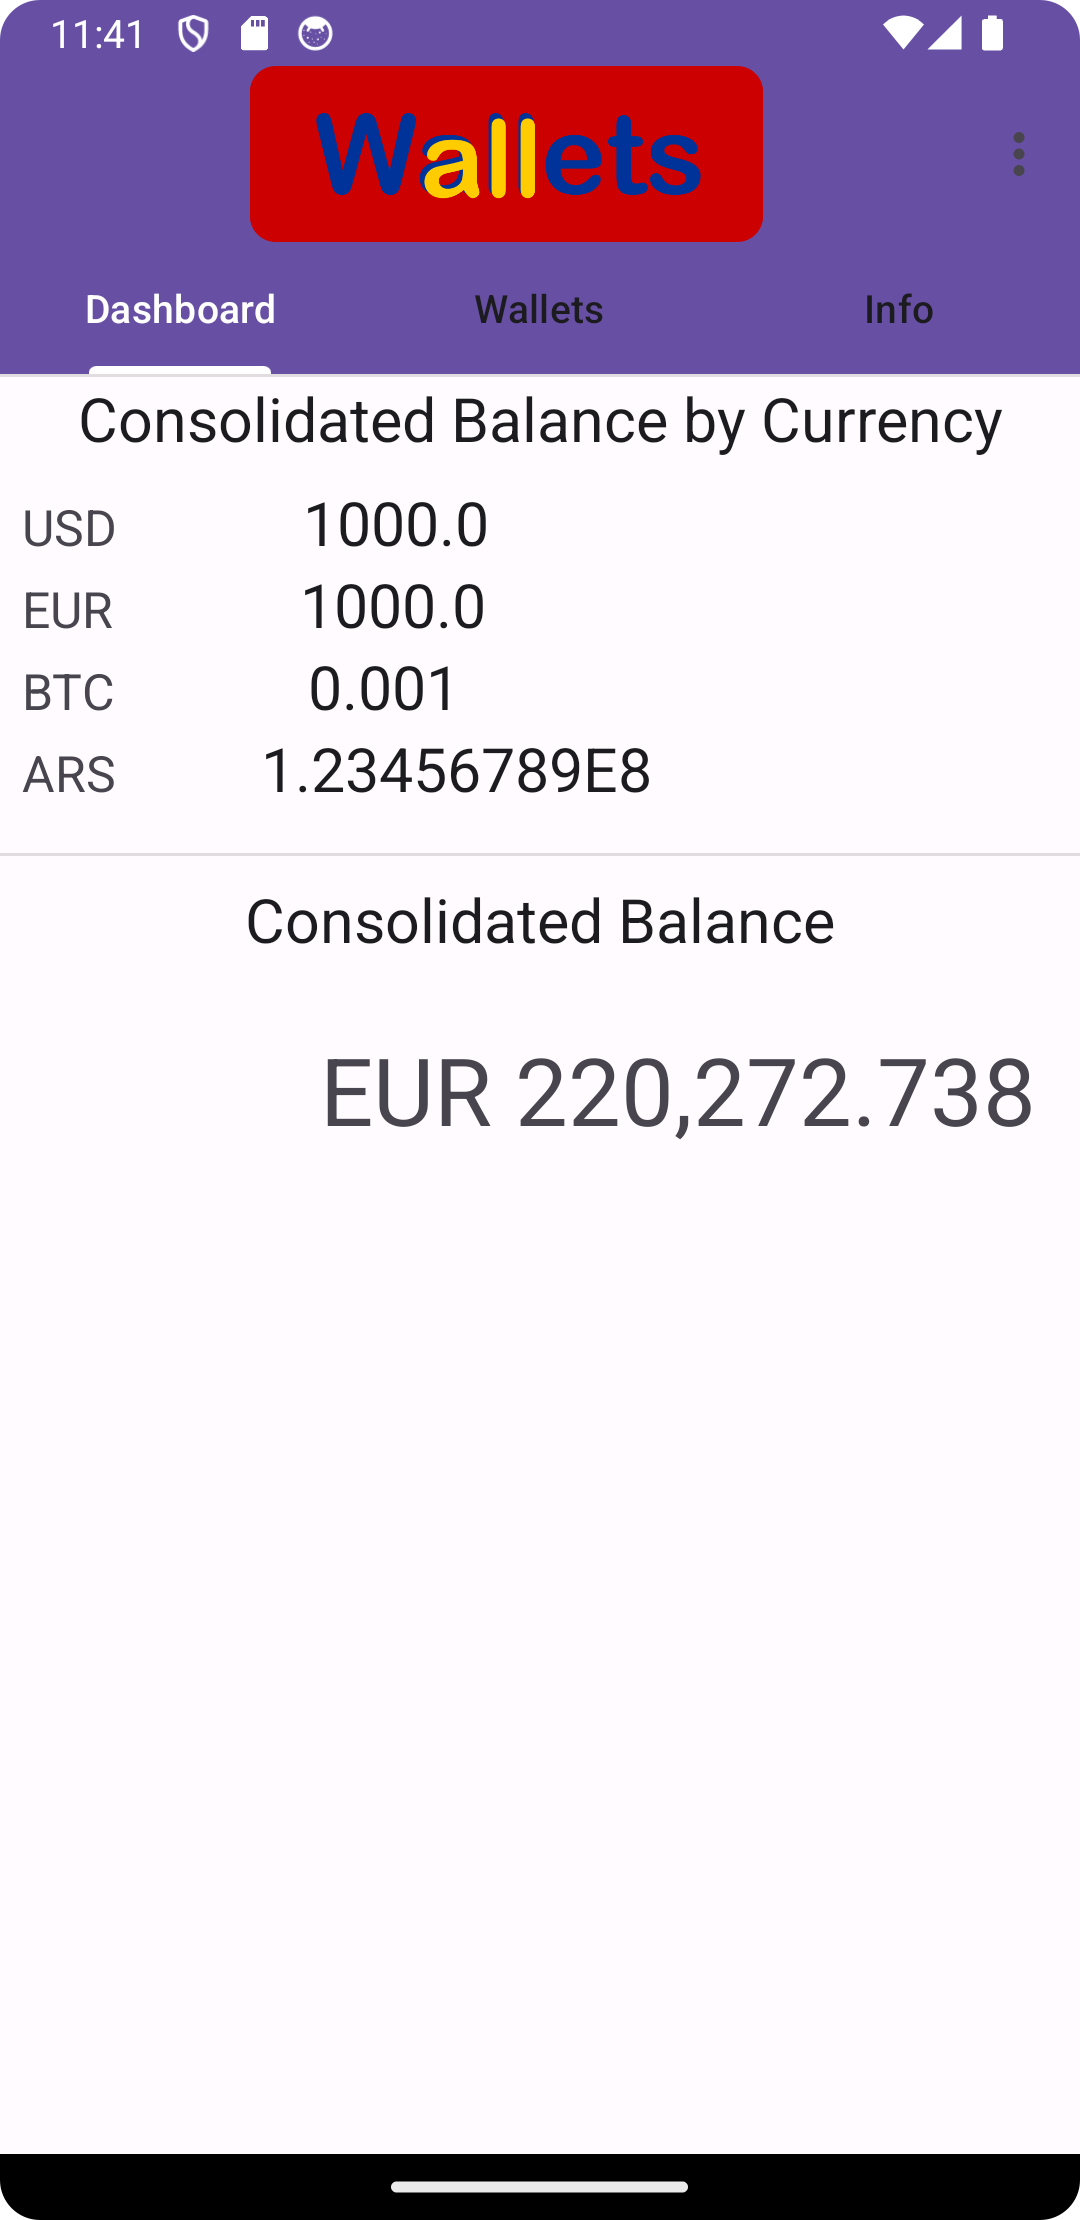 11:41
Wallets
Dashboard Wallets Info
Consolidated Balance by Currency
USD 1000.0
EUR 1000.0
BTC 0.001
ARS 1.23456789E8
Consolidated Balance
EUR 220,272.738